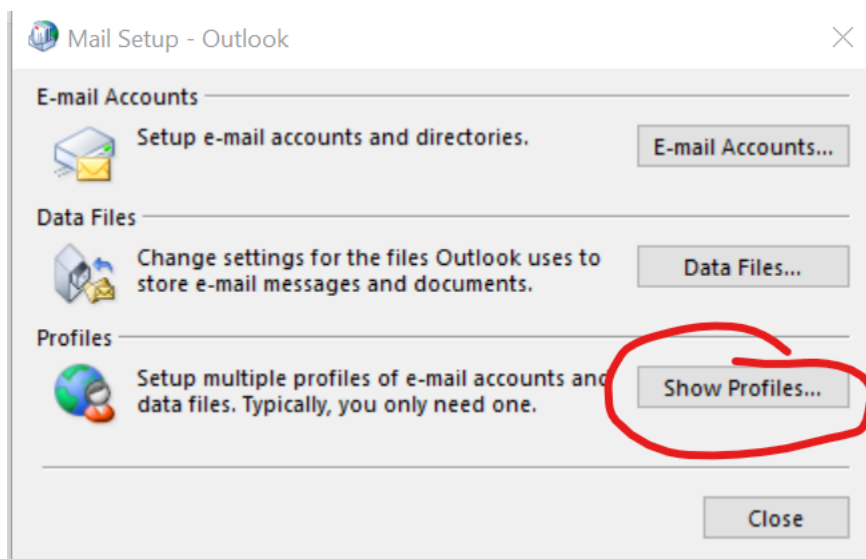 Mail Setup - Outlook
E-mail Accounts
Setup e-mail accounts and directories.
E-mail Accounts...
Data Files
Change settings for the files Outlook uses to
store e-mail messages and documents.
Data Files...
Profiles
Setup multiple profiles of e-mail accounts and
data files. Typically, you only need one.
Show Profiles...
Close